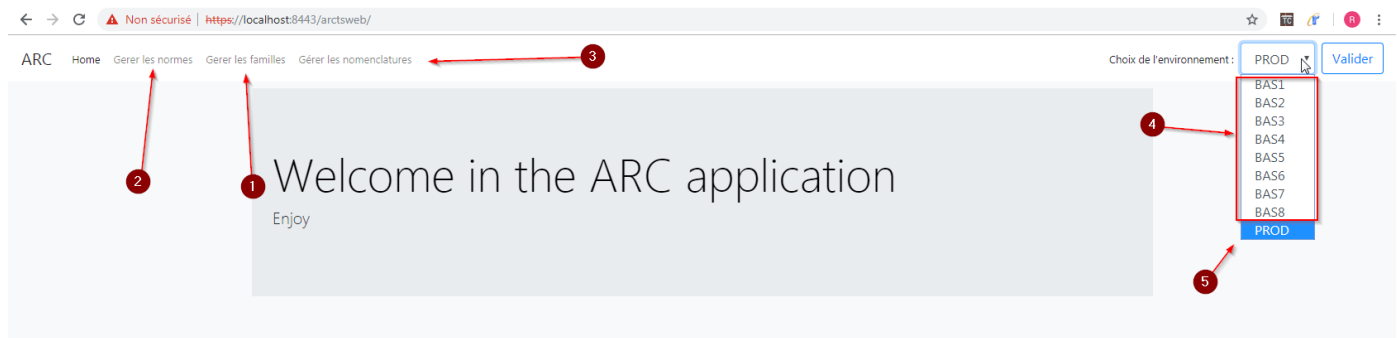 Non sécurisé | https://localhost:8443/arctsweb/
TC
R
ARC Home Gerer les normes Gerer les familles Gérer les nomenclatures
3
Choix de l'environnement : PROD Valider
BAS1
BAS2
BAS3
BAS4
BAS5
BAS6
BAS7
BAS8
PROD
4
2
1
Welcome in the ARC application
Enjoy
5